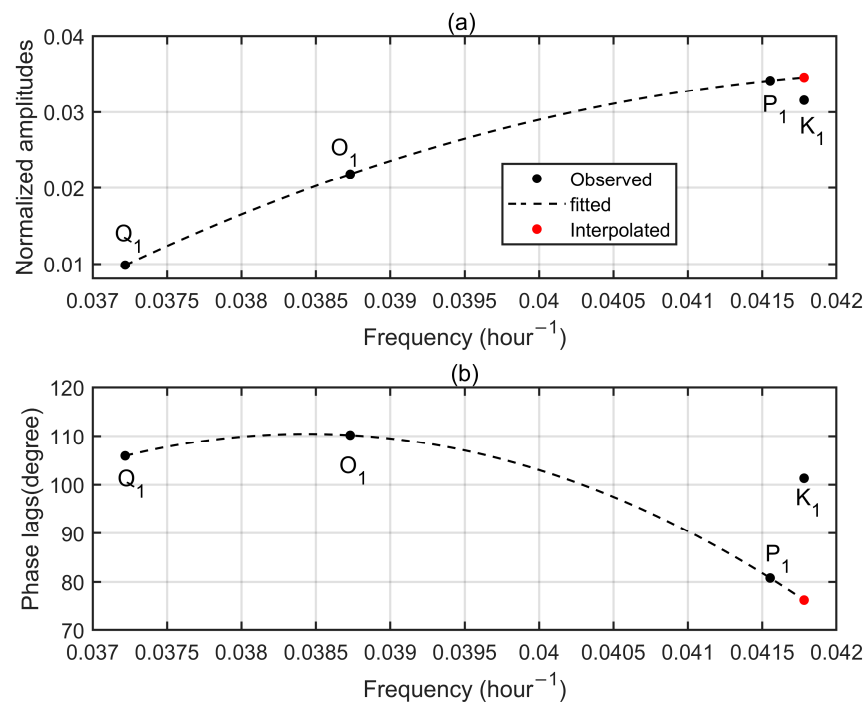 (a)
Normalized amplitudes
0.04
0.03
0.02
0.01
Q1
O1
P1
K1
Observed
fitted
Interpolated
0.037 0.0375 0.038 0.0385 0.039 0.0395 0.04 0.0405 0.041 0.0415 0.042
Frequency (hour−1)
(b)
Phase lags(degree)
120
110
100
90
80
70
Q1
O1
P1
K1
0.037 0.0375 0.038 0.0385 0.039 0.0395 0.04 0.0405 0.041 0.0415 0.042
Frequency (hour−1)